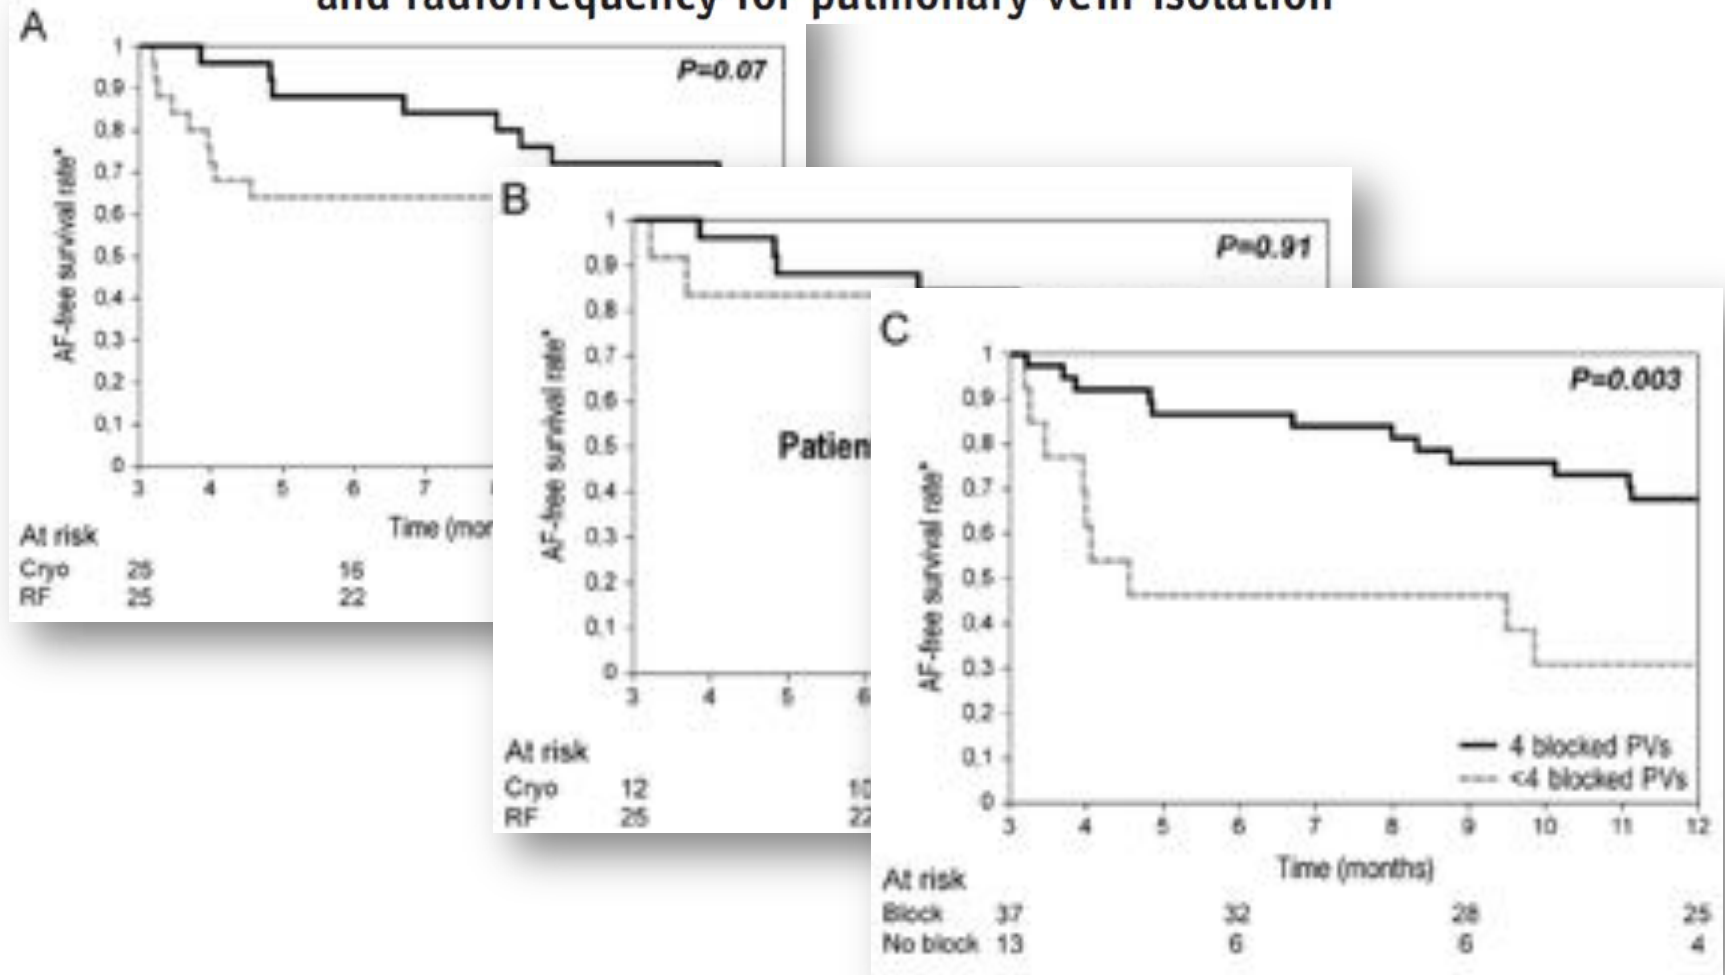 and radiofrequency for pulmonary vein isolation
A
P=0.07
1
0.9
0.8
0.7
0.6
0.5
0.4
0.3
0.2
0.1
0
AF-free survival rate*
3 4 5 6 7
Time (mon
At risk
Cryo 25 16
RF 25 22
B
P=0.91
1
0.9
0.8
0.7
0.6
0.5
0.4
0.3
0.2
0.1
0
AF-free survival rate*
Patien
3 4 5 6
At risk
Cryo 12 10
RF 25 22
C
P=0.003
1
0.9
0.8
0.7
0.6
0.5
0.4
0.3
0.2
0.1
0
AF-free survival rate*
4 blocked PVs
<4 blocked PVs
3 4 5 6 7 8 9 10 11 12
Time (months)
At risk
Block 37 32 28 25
No block 13 6 6 4